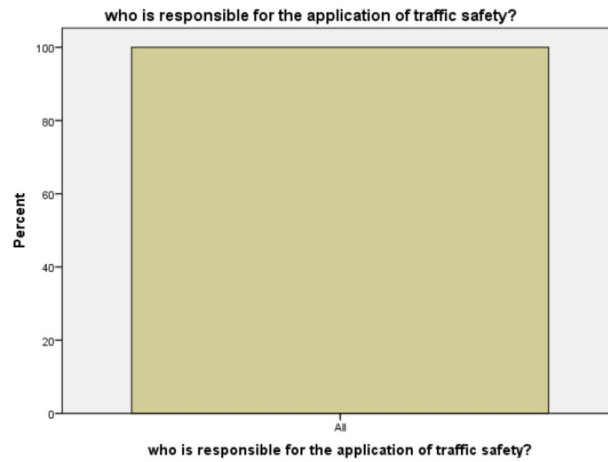 who is responsible for the application of traffic safety?
Percent
100
80
60
40
20
0
All
who is responsible for the application of traffic safety?